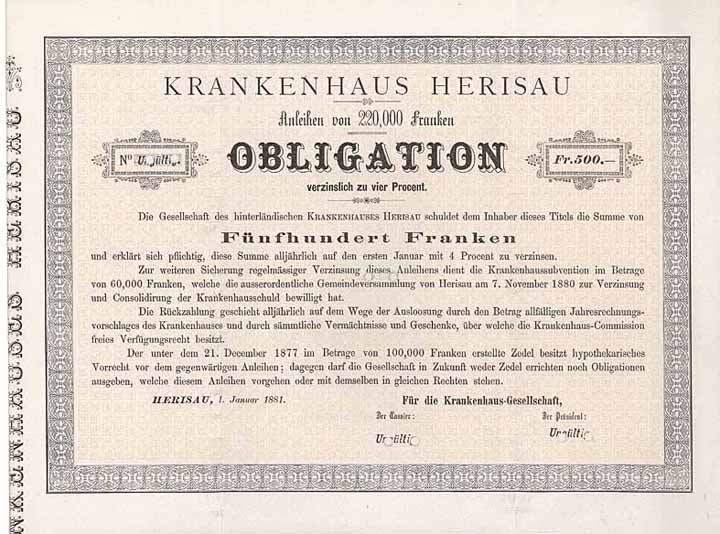 KRANKENHAUS HERISAU
Anleihen von 220,000 Franken
OBLIGATION
No Ungültig. Fr. 500.—
verzinslich zu vier Procent.
Die Gesellschaft des hinterländischen KRANKENHAUSES HERISAU schuldet dem Inhaber dieses Titels die Summe von
Fünfhundert Franken
und erklärt sich pflichtig, diese Summe alljährlich auf den ersten Januar mit 4 Procent zu verzinsen.
Zur weiteren Sicherung regelmässiger Verzinsung dieses Anleihens dient die Krankenhaussubvention im Betrage
von 60,000 Franken, welche die ausserordentliche Gemeindeversammlung von Herisau am 7. November 1880 zur Verzinsung
und Consolidirung der Krankenhausschuld bewilligt hat.
Die Rückzahlung geschieht alljährlich auf dem Wege der Ausloosung durch den Betrag allfälligen Jahresrechnungs-
vorschlages des Krankenhauses und durch sämmtliche Vermächtnisse und Geschenke, über welche die Krankenhaus-Commission
freies Verfügungsrecht besitzt.
Der unter dem 21. December 1877 im Betrage von 100,000 Franken erstellte Zedel besitzt hypothekarisches
Vorrecht vor dem gegenwärtigen Anleihen; dagegen darf die Gesellschaft in Zukunft weder Zedel errichten noch Obligationen
ausgeben, welche diesem Anleihen vorgehen oder mit demselben in gleichen Rechten stehen.
HERISAU, 1. Januar 1881. Für die Krankenhaus-Gesellschaft,
Der Cassier: Der Präsident:
Ungültig Ungültig